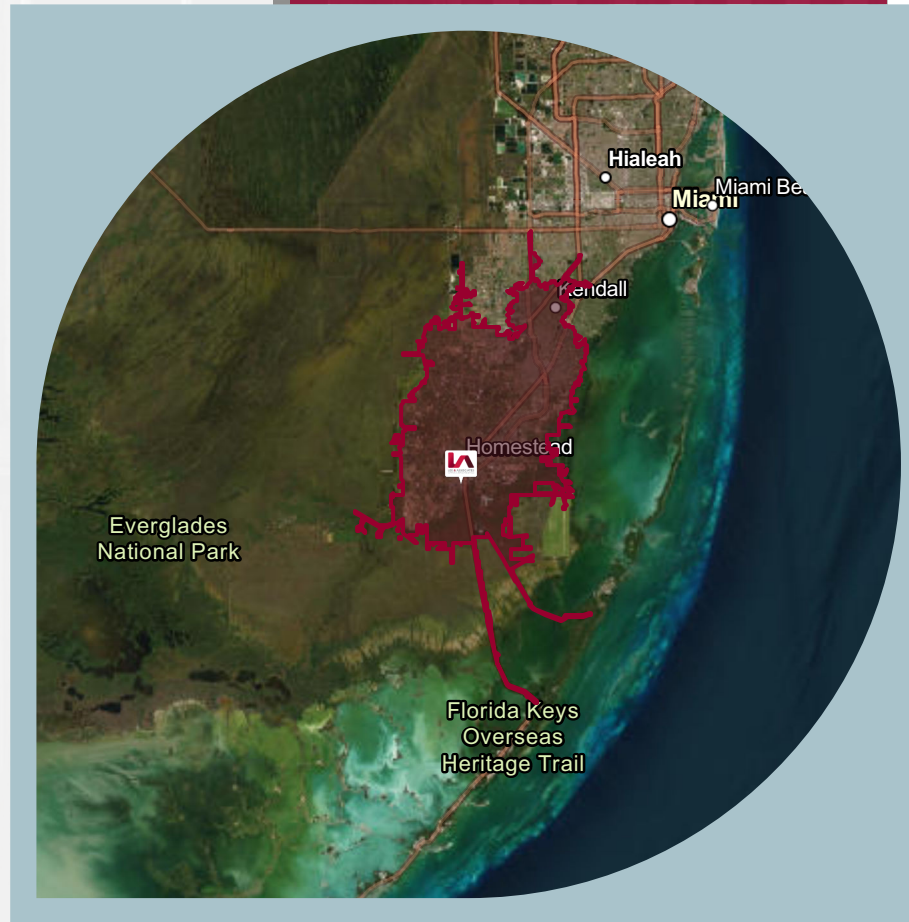 Hialeah
Miami Be
Miami
Kendall
Homestead
Everglades
National Park
Florida Keys
Overseas
Heritage Trail